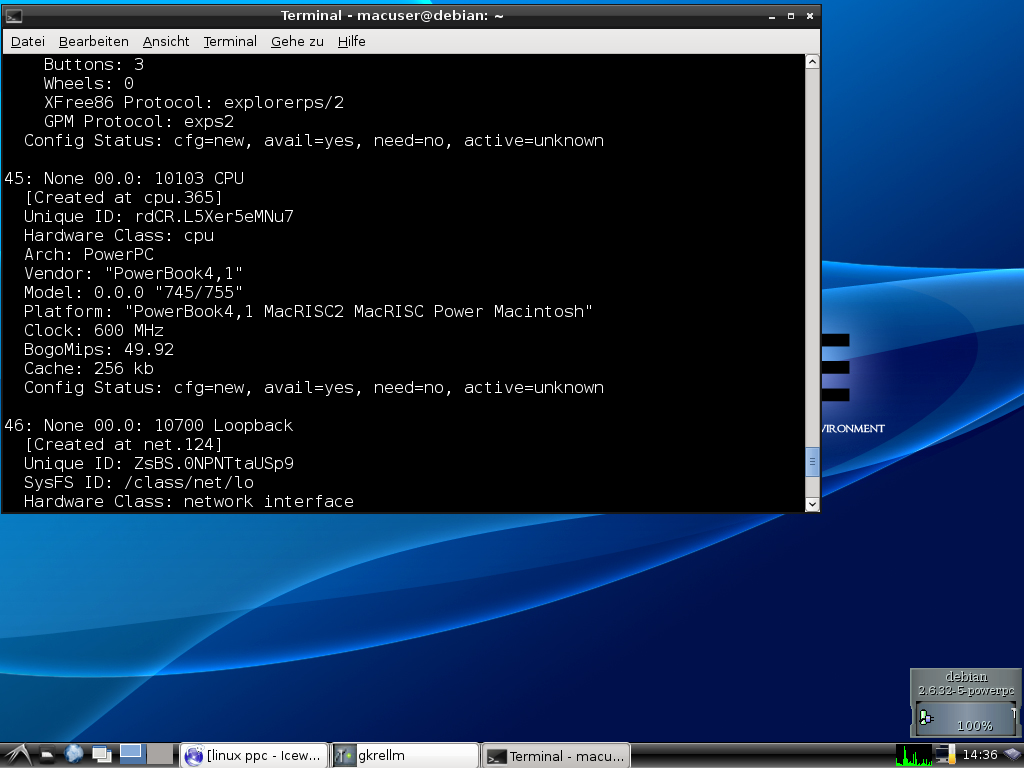 Terminal - macuser@debian: ~
Datei Bearbeiten Ansicht Terminal Gehe zu Hilfe
Buttons: 3
Wheels: 0
XFree86 Protocol: explorerps/2
GPM Protocol: exps2
Config Status: cfg=new, avail=yes, need=no, active=unknown
45: None 00.0: 10103 CPU
[Created at cpu.365]
Unique ID: rdCR.L5Xer5eMNu7
Hardware Class: cpu
Arch: PowerPC
Vendor: "PowerBook4,1"
Model: 0.0.0 "745/755"
Platform: "PowerBook4,1 MacRISC2 MacRISC Power Macintosh"
Clock: 600 MHz
BogoMips: 49.92
Cache: 256 kb
Config Status: cfg=new, avail=yes, need=no, active=unknown
46: None 00.0: 10700 Loopback
[Created at net.124]
Unique ID: ZsBS.0NPNTtaUSp9
SysFS ID: /class/net/lo
Hardware Class: network interface
VIRONMENT
debian
2.6.32-5-powerpc
100%
[linux ppc - Icew...
gkrellm
Terminal - macu...
14:36